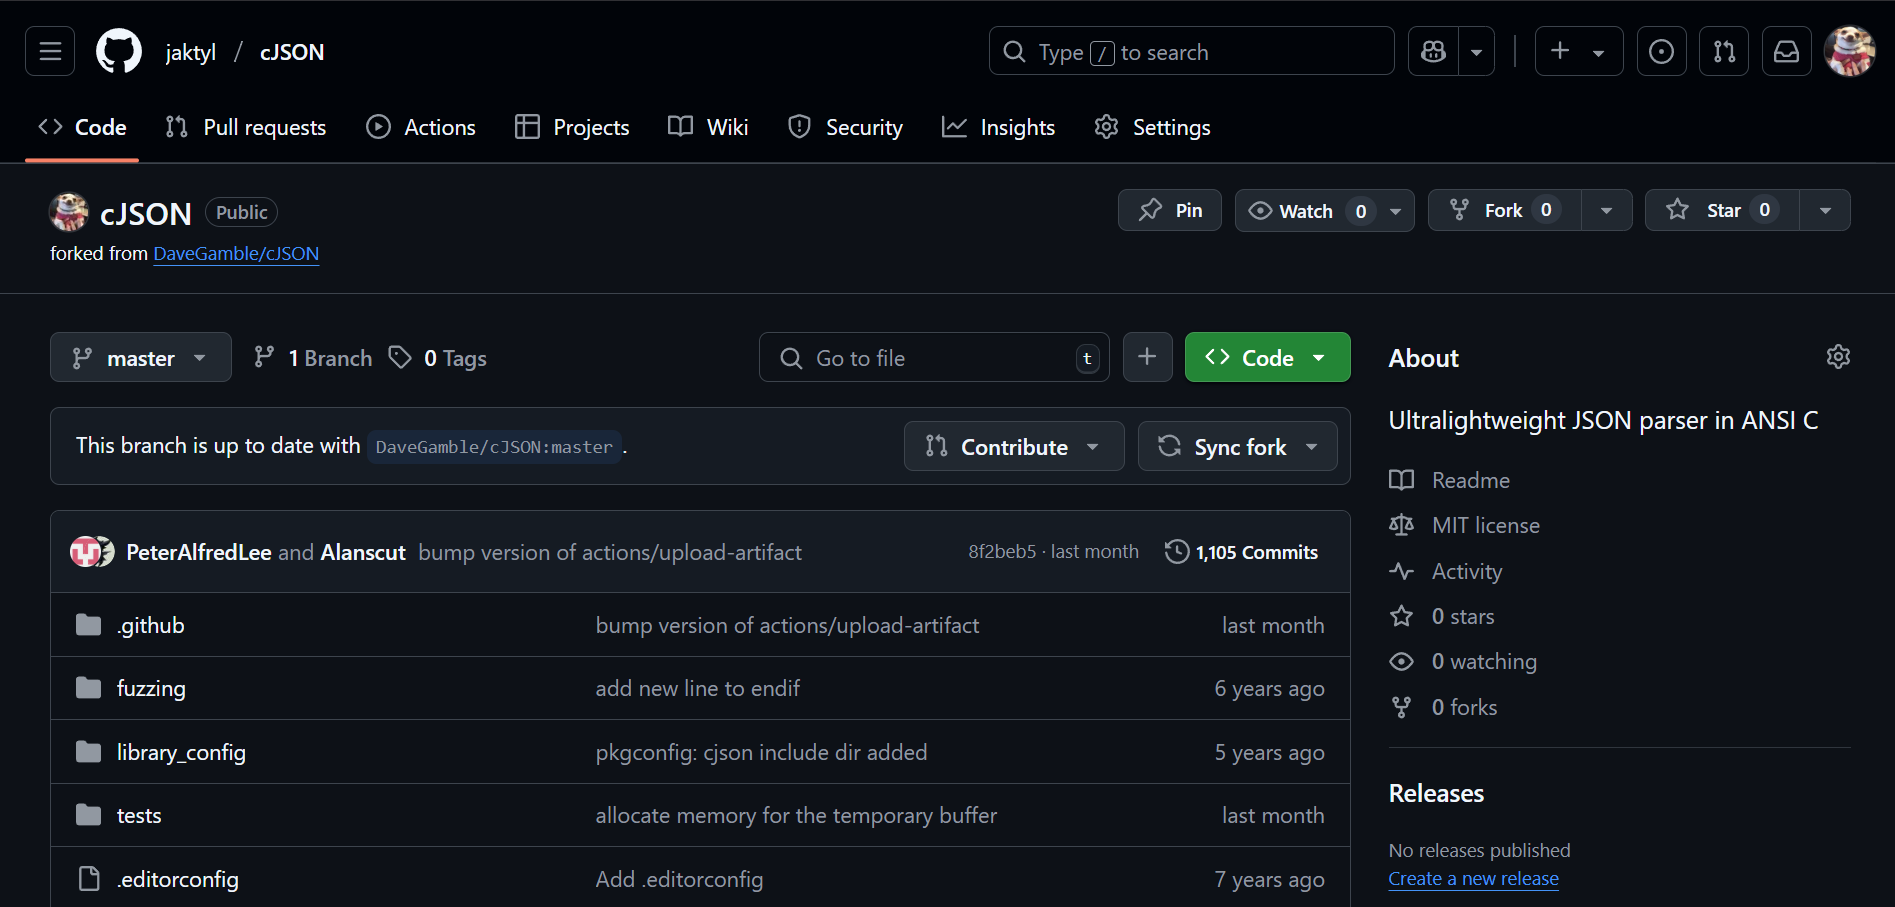 jaktyl / cJSON
Type / to search
Code Pull requests Actions Projects Wiki Security Insights Settings
cJSON Public
Pin Watch 0 Fork 0 Star 0
forked from DaveGamble/cJSON
master 1 Branch 0 Tags
Go to file t
Code
This branch is up to date with DaveGamble/cJSON:master.
Contribute Sync fork
PeterAlfredLee and Alanscut bump version of actions/upload-artifact 8f2beb5 · last month 1,105 Commits
.github bump version of actions/upload-artifact last month
fuzzing add new line to endif 6 years ago
library_config pkgconfig: cjson include dir added 5 years ago
tests allocate memory for the temporary buffer last month
.editorconfig Add .editorconfig 7 years ago
About
Ultralightweight JSON parser in ANSI C
Readme
MIT license
Activity
0 stars
0 watching
0 forks
Releases
No releases published
Create a new release